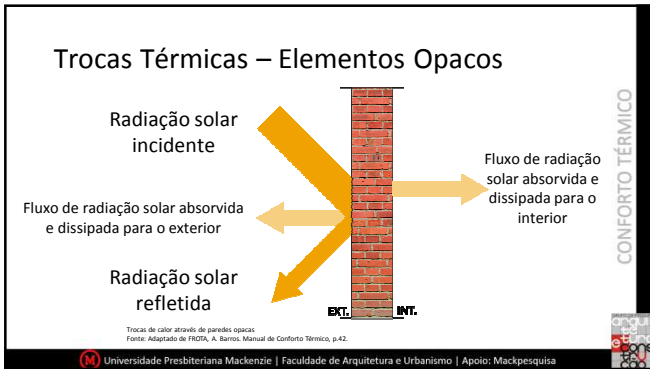 Trocas Térmicas – Elementos Opacos
Radiação solar
incidente
Fluxo de radiação
solar absorvida e
dissipada para o
interior
Fluxo de radiação solar absorvida
e dissipada para o exterior
Radiação solar
refletida
EXT.
INT.
CONFORTO TÉRMICO
Trocas de calor através de paredes opacas
Fonte: Adaptado de FROTA, A. Barros. Manual de Conforto Térmico, p.42.
M Universidade Presbiteriana Mackenzie | Faculdade de Arquitetura e Urbanismo | Apoio: Mackpesquisa